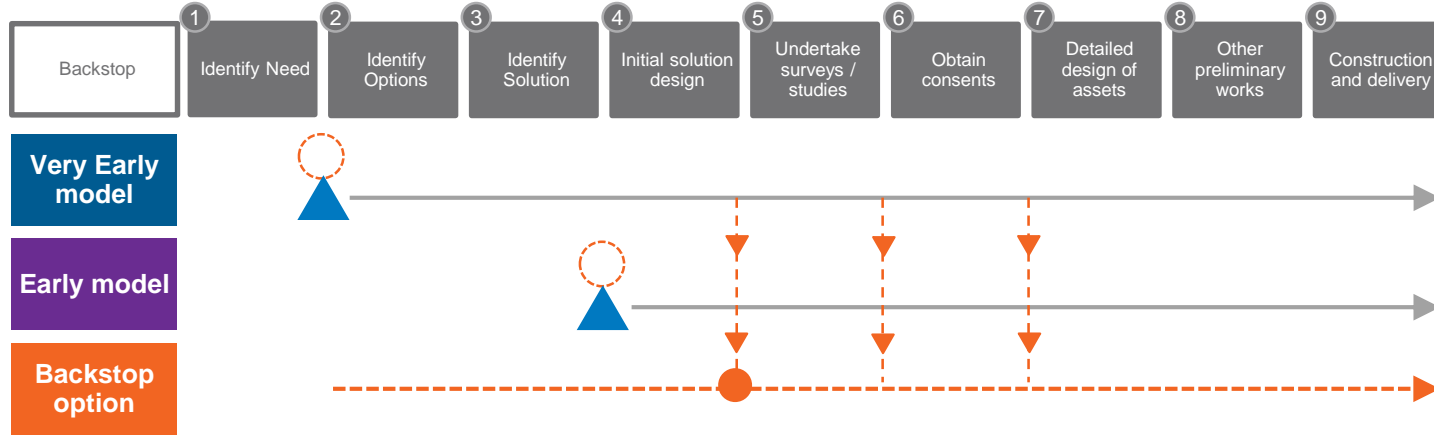 1
2
3
4
5
6
7
8
9
Backstop
Identify Need
Identify
Options
Identify
Solution
Initial solution
design
Undertake
surveys /
studies
Obtain
consents
Detailed
design of
assets
Other
preliminary
works
Construction
and delivery
Very Early
model
Early model
Backstop
option